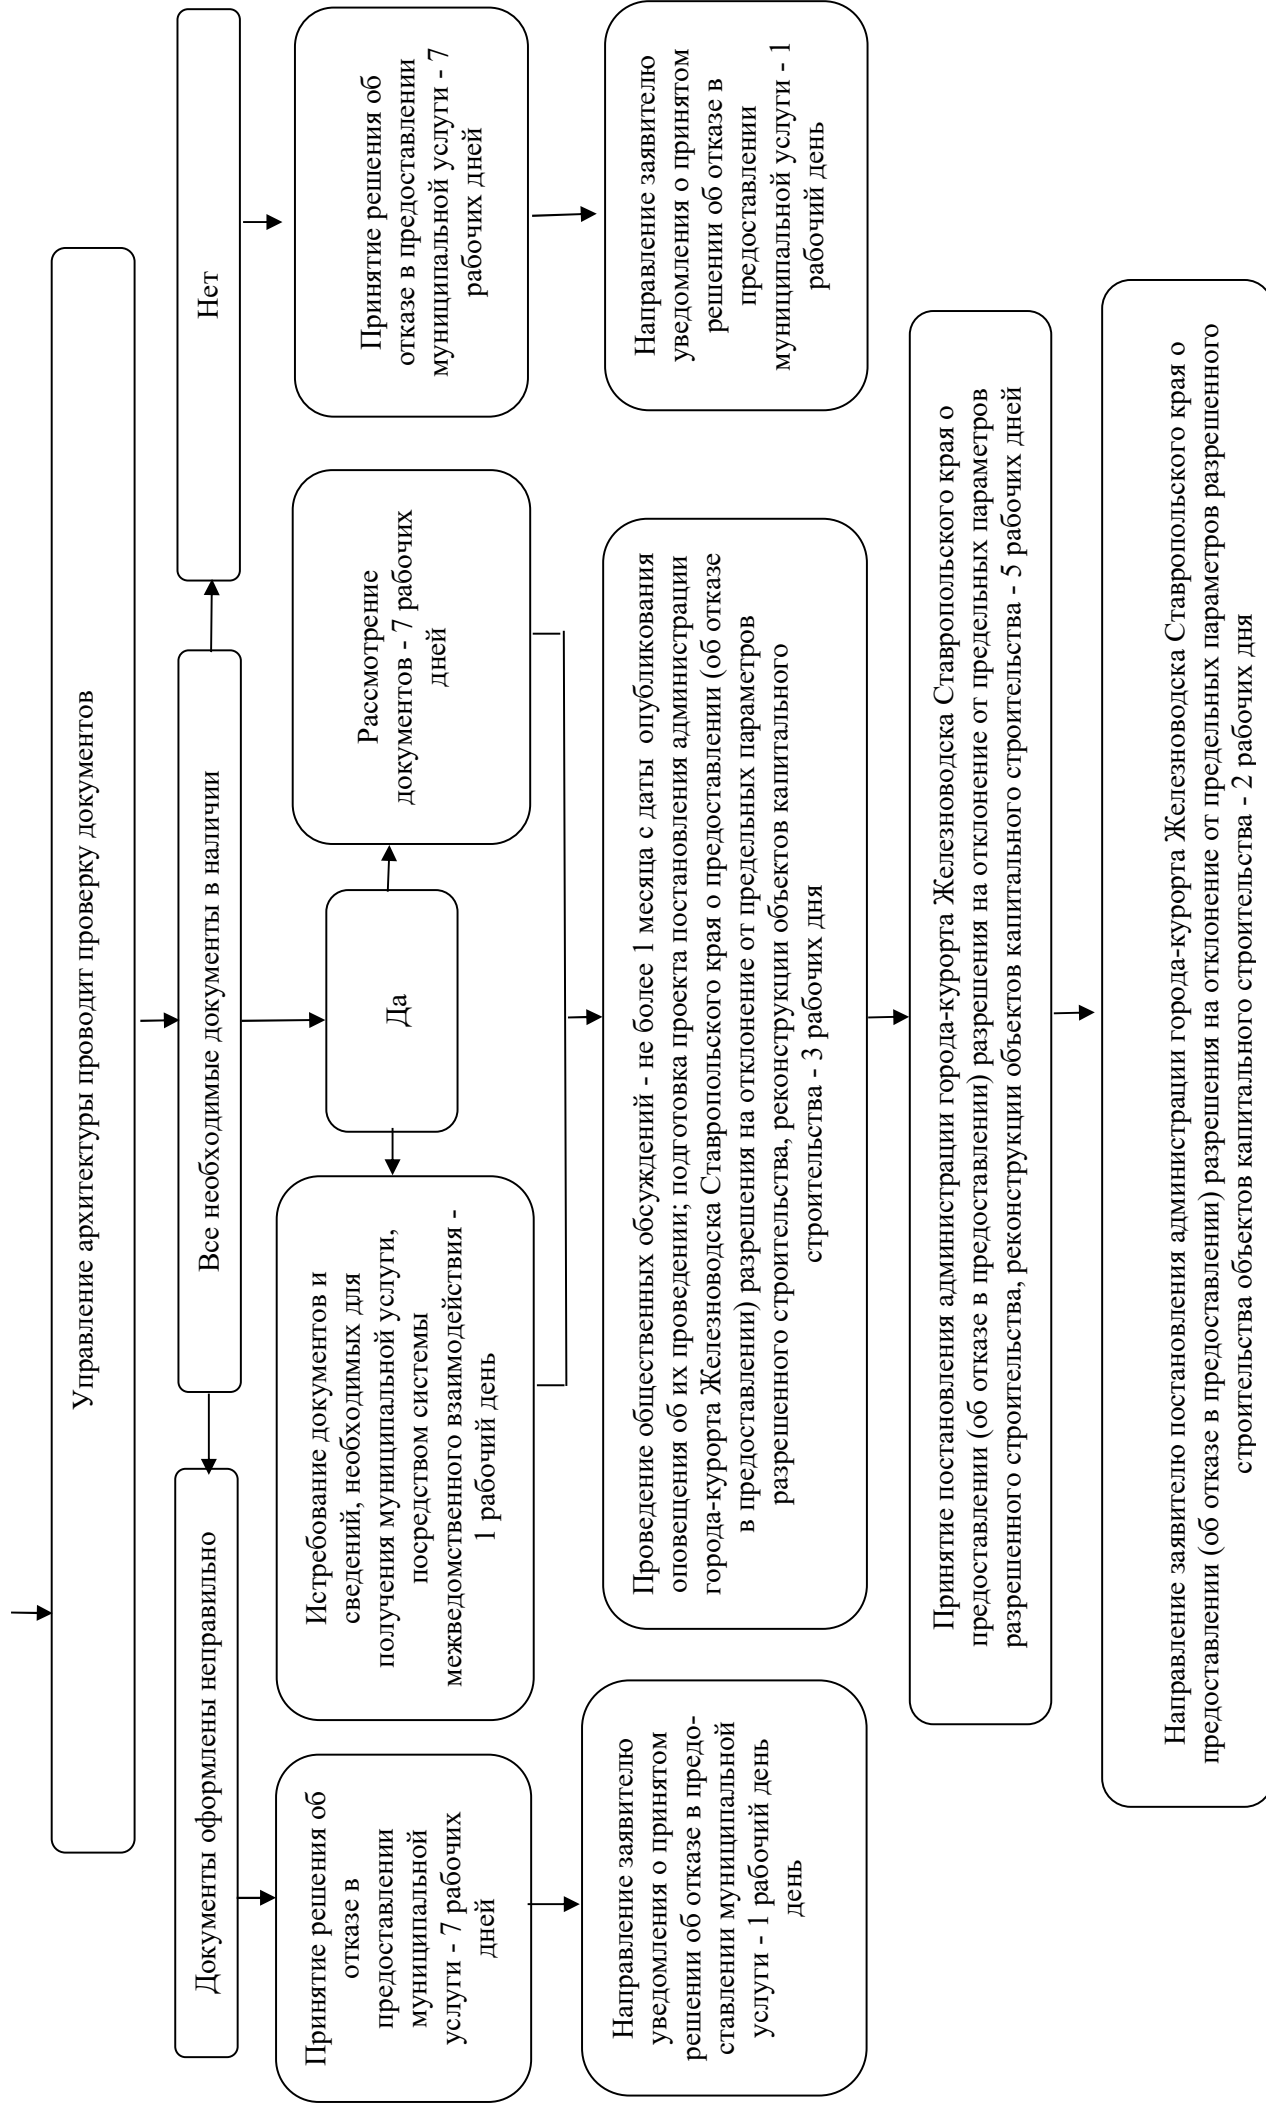 Управление архитектуры проводит проверку документов
Документы оформлены неправильно
Все необходимые документы в наличии
Нет
Принятие решения об
отказе в
предоставлении
муниципальной
услуги - 7 рабочих
дней
Истребование документов и
сведений, необходимых для
получения муниципальной услуги,
посредством системы
межведомственного взаимодействия -
1 рабочий день
Да
Рассмотрение
документов - 7 рабочих
дней
Принятие решения об
отказе в предоставлении
муниципальной услуги - 7
рабочих дней
Направление заявителю
уведомления о принятом
решении об отказе в предо-
ставлении муниципальной
услуги - 1 рабочий день
день
Проведение общественных обсуждений - не более 1 месяца с даты опубликования
оповещения об их проведении; подготовка проекта постановления администрации
города-курорта Железноводска Ставропольского края о предоставлении (об отказе
в предоставлении) разрешения на отклонение от предельных параметров
разрешенного строительства, реконструкции объектов капитального
строительства - 3 рабочих дня
Направление заявителю
уведомления о принятом
решении об отказе в
предоставлении
муниципальной услуги - 1
рабочий день
Принятие постановления администрации города-курорта Железноводска Ставропольского края о
предоставлении (об отказе в предоставлении) разрешения на отклонение от предельных параметров
разрешенного строительства, реконструкции объектов капитального строительства - 5 рабочих дней
Направление заявителю постановления администрации города-курорта Железноводска Ставропольского края о
предоставлении (об отказе в предоставлении) разрешения на отклонение от предельных параметров разрешенного
строительства объектов капитального строительства - 2 рабочих дня